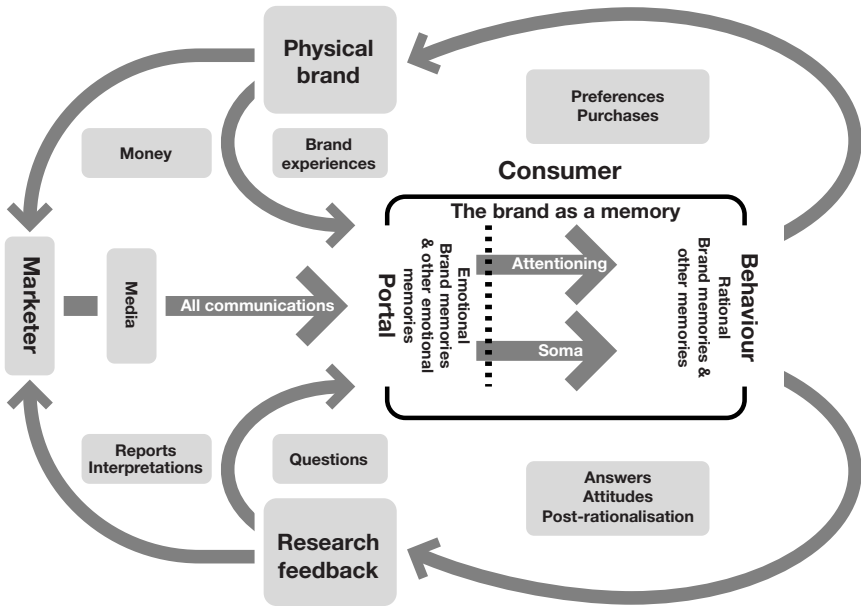 Physical
brand
Preferences
Purchases
Money
Brand
experiences
Consumer
The brand as a memory
Marketer
Media
All communications
Portal
Emotional
Brand memories
& other emotional
memories
Attentioning
Soma
Rational
Brand memories &
other memories
Behaviour
Reports
Interpretations
Questions
Answers
Attitudes
Post-rationalisation
Research
feedback